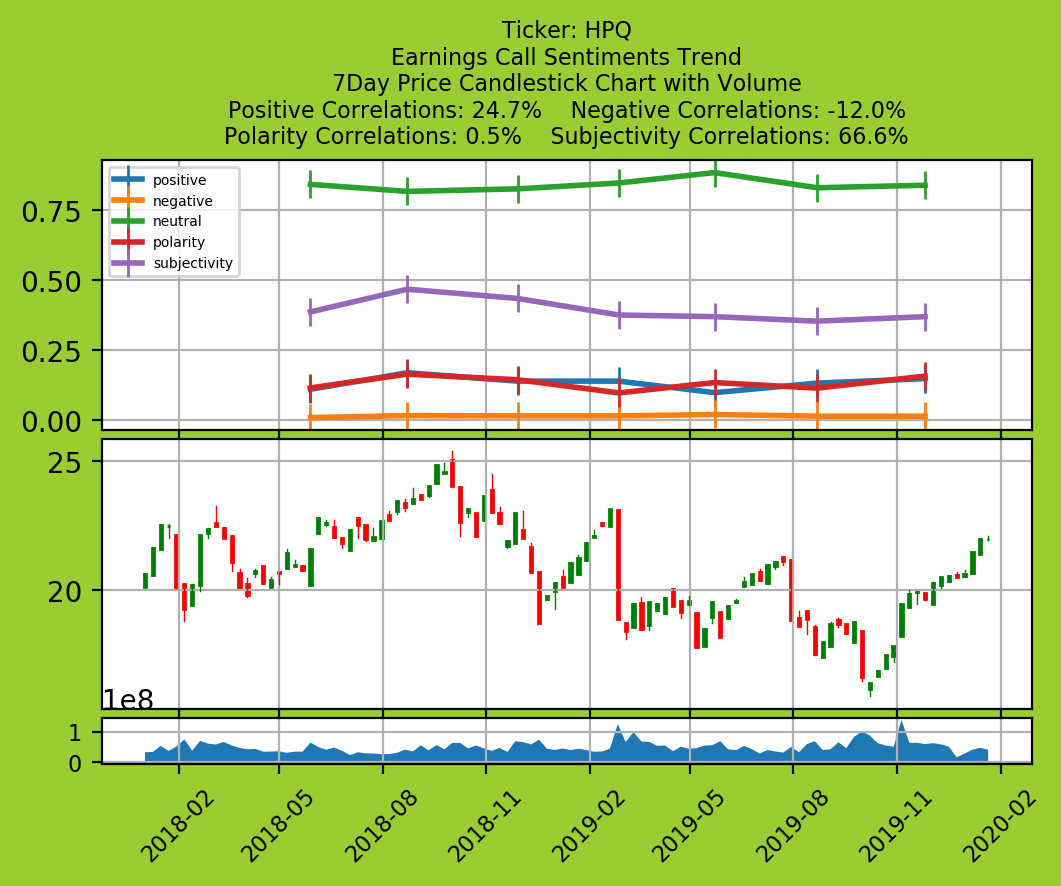 Ticker: HPQ
Earnings Call Sentiments Trend
7Day Price Candlestick Chart with Volume
Positive Correlations: 24.7%    Negative Correlations: -12.0%
Polarity Correlations: 0.5%    Subjectivity Correlations: 66.6%
positive
negative
neutral
polarity
subjectivity
0.75
0.50
0.25
0.00
25
20
1e8
1
0
2018-02
2018-05
2018-08
2018-11
2019-02
2019-05
2019-08
2019-11
2020-02